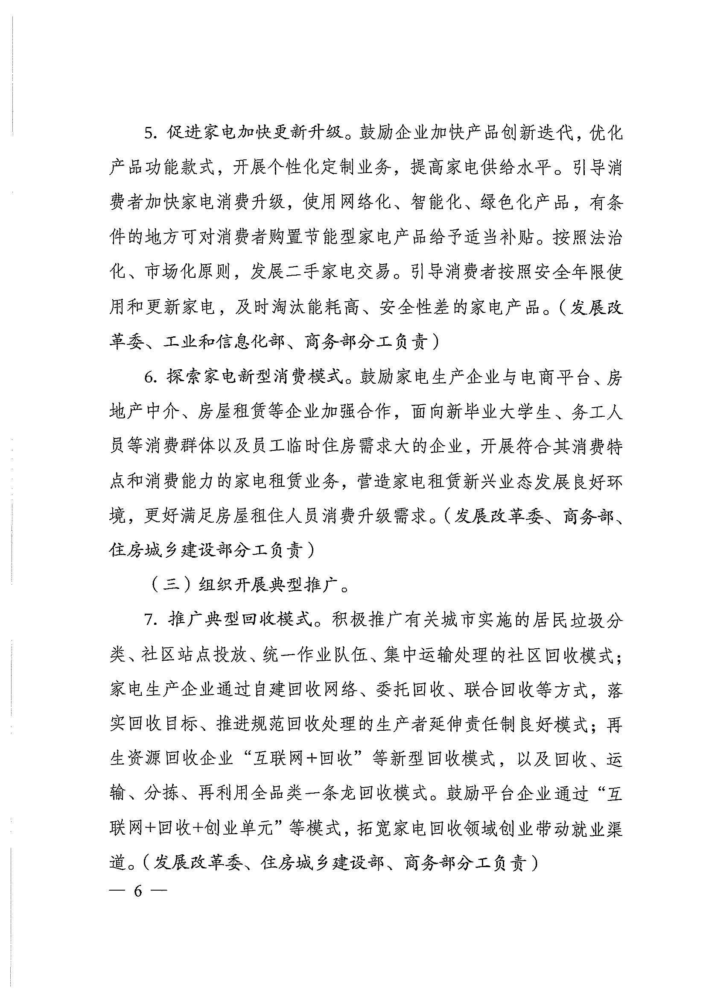 5. 促进家电加快更新升级。鼓励企业加快产品创新迭代，优化
产品功能款式，开展个性化定制业务，提高家电供给水平。引导消
费者加快家电消费升级，使用网络化、智能化、绿色化产品，有条
件的地方可对消费者购置节能型家电产品给予适当补贴。按照法治
化、市场化原则，发展二手家电交易。引导消费者按照安全年限使
用和更新家电，及时淘汰能耗高、安全性差的家电产品。（发展改
革委、工业和信息化部、商务部分工负责）
6. 探索家电新型消费模式。鼓励家电生产企业与电商平台、房
地产中介、房屋租赁等企业加强合作，面向新毕业大学生、务工人
员等消费群体以及员工临时住房需求大的企业，开展符合其消费特
点和消费能力的家电租赁业务，营造家电租赁新兴业态发展良好环
境，更好满足房屋租住人员消费升级需求。（发展改革委、商务部、
住房城乡建设部分工负责）
（三）组织开展典型推广。
7. 推广典型回收模式。积极推广有关城市实施的居民垃圾分
类、社区站点投放、统一作业队伍、集中运输处理的社区回收模式；
家电生产企业通过自建回收网络、委托回收、联合回收等方式，落
实回收目标、推进规范回收处理的生产者延伸责任制良好模式；再
生资源回收企业“互联网+回收”等新型回收模式，以及回收、运
输、分拣、再利用全品类一条龙回收模式。鼓励平台企业通过“互
联网+回收+创业单元”等模式，拓宽家电回收领域创业带动就业渠
道。（发展改革委、住房城乡建设部、商务部分工负责）
— 6 —